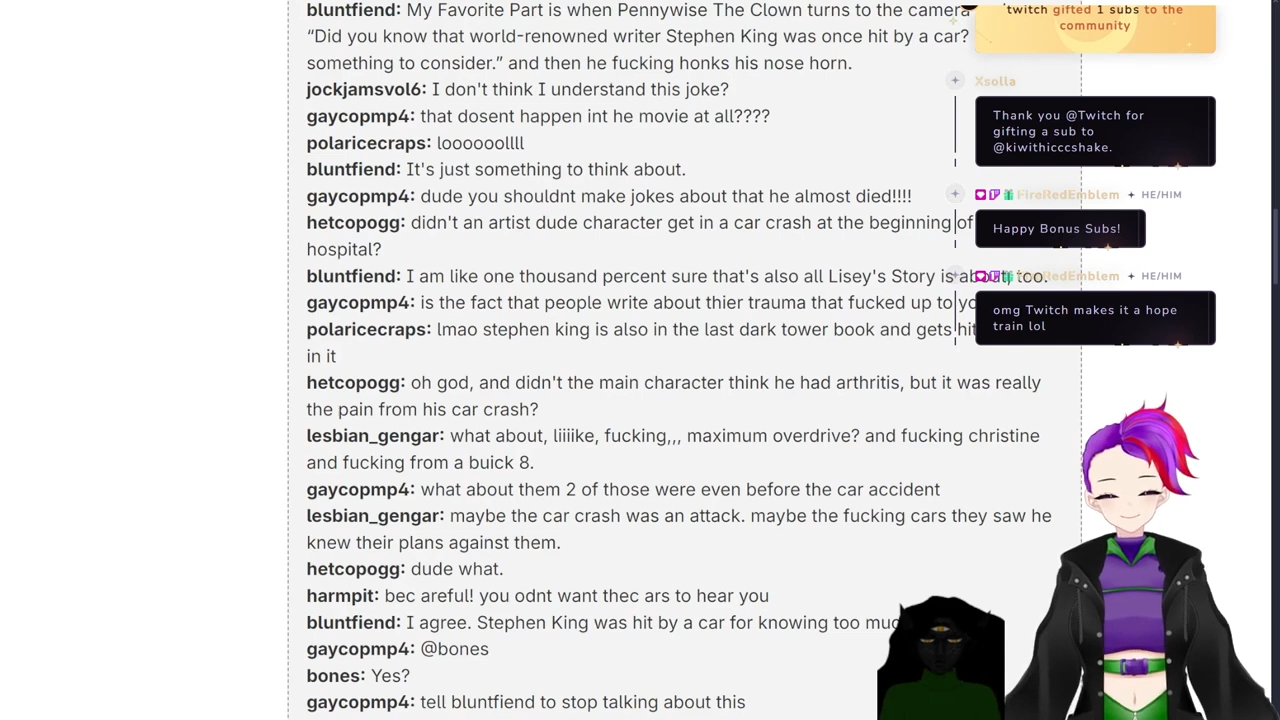 bluntfiend: My Favorite Part is when Pennywise The Clown turns to the camera
“Did you know that world-renowned writer Stephen King was once hit by a car?
something to consider.” and then he fucking honks his nose horn.
jockjamsvol6: I don't think I understand this joke?
gaycopmp4: that dosent happen int he movie at all????
polaricecraps: loooooollll
bluntfiend: It's just something to think about.
gaycopmp4: dude you shouldnt make jokes about that he almost died!!!!
hetcopogg: didn't an artist dude character get in a car crash at the beginning of
hospital?
bluntfiend: I am like one thousand percent sure that's also all Lisey's Story is about, too.
gaycopmp4: is the fact that people write about thier trauma that fucked up to
polaricecraps: lmao stephen king is also in the last dark tower book and gets hit
in it
hetcopogg: oh god, and didn't the main character think he had arthritis, but it was really
the pain from his car crash?
lesbian_gengar: what about, liiiike, fucking,,, maximum overdrive? and fucking christine
and fucking from a buick 8.
gaycopmp4: what about them 2 of those were even before the car accident
lesbian_gengar: maybe the car crash was an attack. maybe the fucking cars they saw he
knew their plans against them.
hetcopogg: dude what.
harmpit: bec areful! you odnt want thec ars to hear you
bluntfiend: I agree. Stephen King was hit by a car for knowing too
gaycopmp4: @bones
bones: Yes?
gaycopmp4: tell bluntfiend to stop talking about this
twitch gifted 1 subs to the
community
Xsolla
Thank you @Twitch for
gifting a sub to
@kiwithicccshake.
FireRedEmblem HE/HIM
Happy Bonus Subs!
FireRedEmblem HE/HIM
omg Twitch makes it a hope
train lol